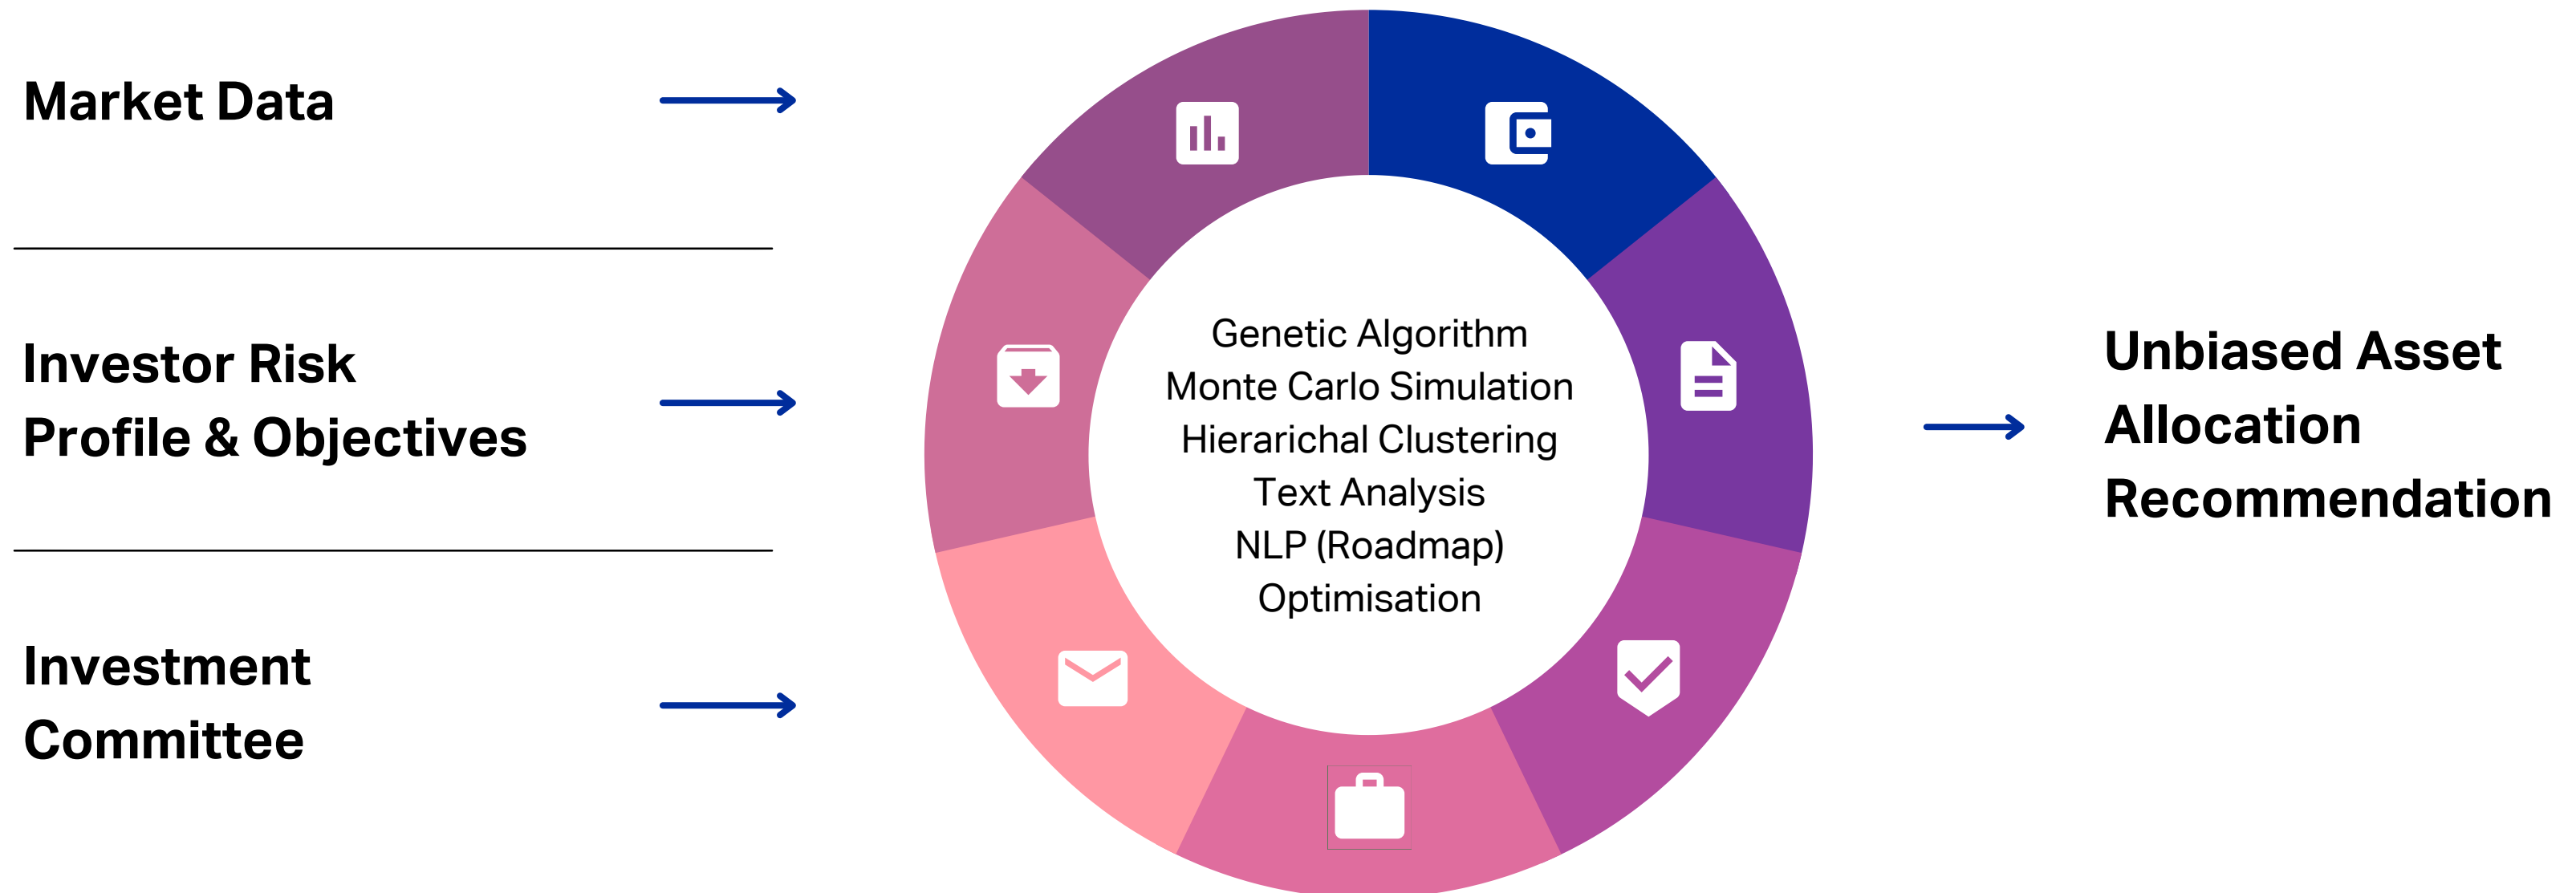 Market Data
Investor Risk
Profile & Objectives
Investment
Committee
Genetic Algorithm
Monte Carlo Simulation
Hierarichal Clustering
Text Analysis
NLP (Roadmap)
Optimisation
Unbiased Asset
Allocation
Recommendation